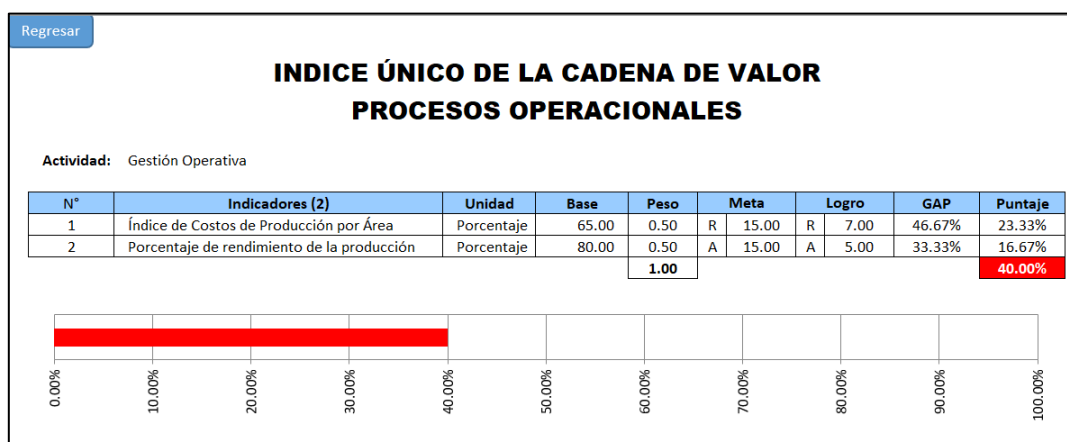 Regresar
INDICE ÚNICO DE LA CADENA DE VALOR
PROCESOS OPERACIONALES
Actividad: Gestión Operativa
N° Indicadores (2) Unidad Base Peso Meta Logro GAP Puntaje
1 Índice de Costos de Producción por Área Porcentaje 65.00 0.50 R 15.00 R 7.00 46.67% 23.33%
2 Porcentaje de rendimiento de la producción Porcentaje 80.00 0.50 A 15.00 A 5.00 33.33% 16.67%
1.00 40.00%
0.00% 10.00% 20.00% 30.00% 40.00% 50.00% 60.00% 70.00% 80.00% 90.00% 100.00%